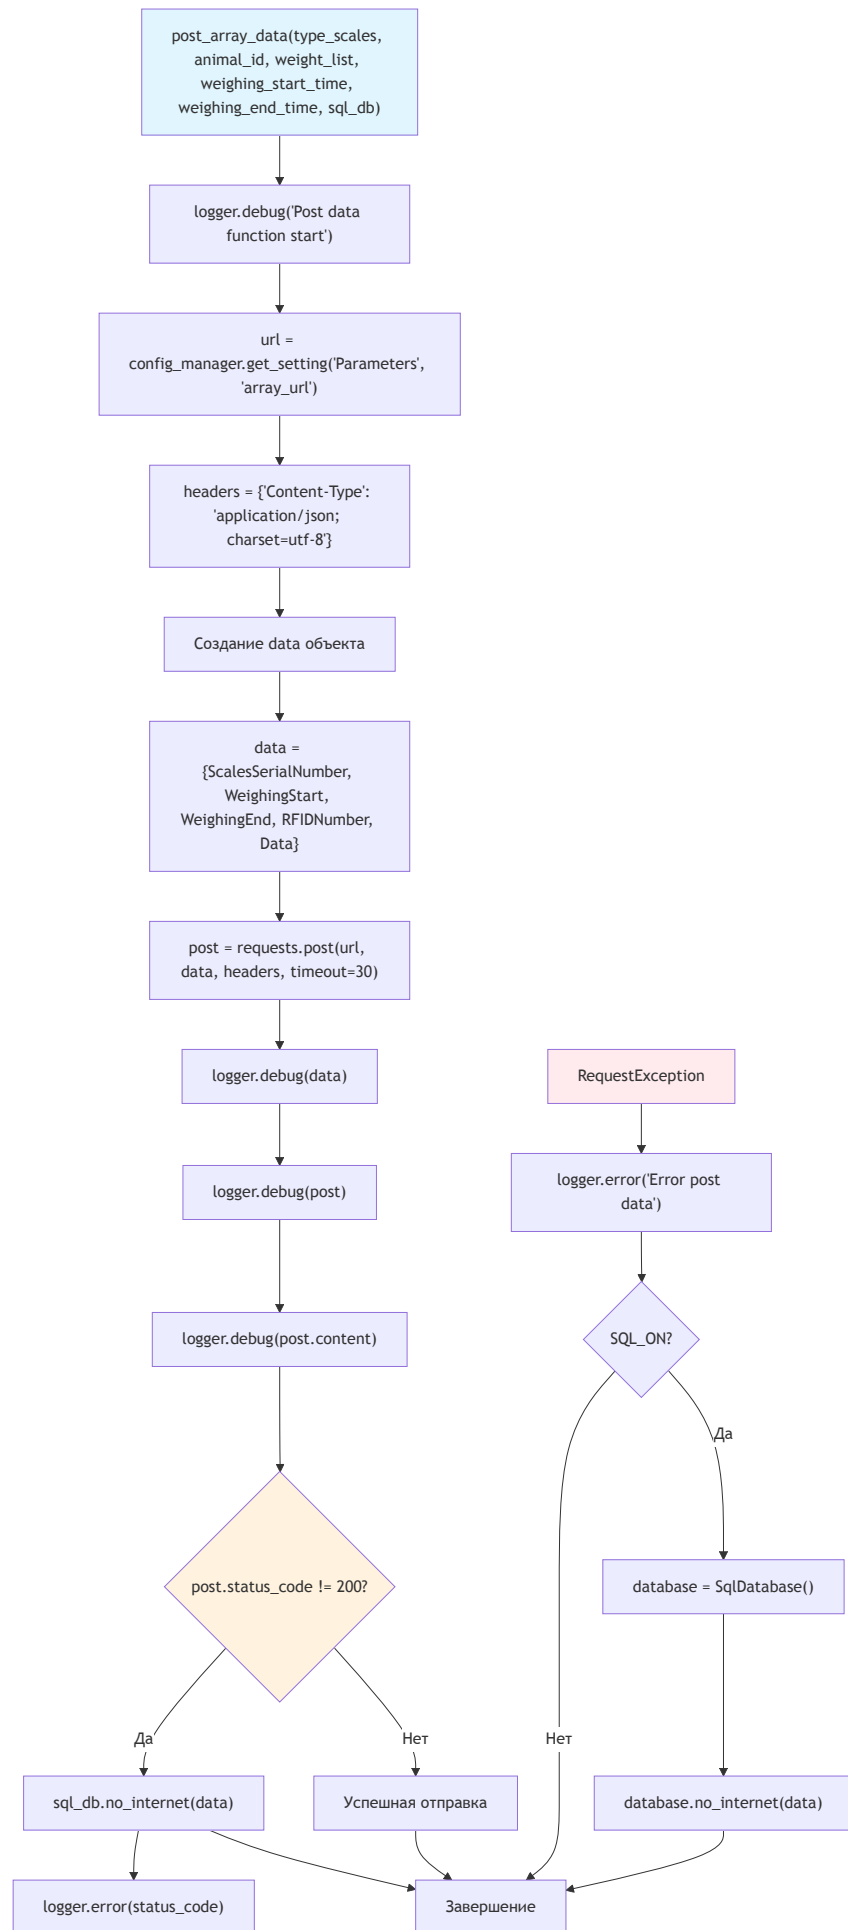 post_array_data(type_scales,
animal_id, weight_list,
weighing_start_time,
weighing_end_time, sql_db)
logger.debug('Post data
function start')
url =
config_manager.get_setting('Parameters',
'array_url')
headers = {'Content-Type':
'application/json;
charset=utf-8'}
Создание data объекта
data =
{ScalesSerialNumber,
WeighingStart,
WeighingEnd, RFIDNumber,
Data}
post = requests.post(url,
data, headers, timeout=30)
logger.debug(data)
logger.debug(post)
logger.debug(post.content)
post.status_code != 200?
Да
Нет
sql_db.no_internet(data)
Успешная отправка
logger.error(status_code)
RequestException
logger.error('Error post
data')
SQL_ON?
Да
Нет
database = SqlDatabase()
database.no_internet(data)
Завершение